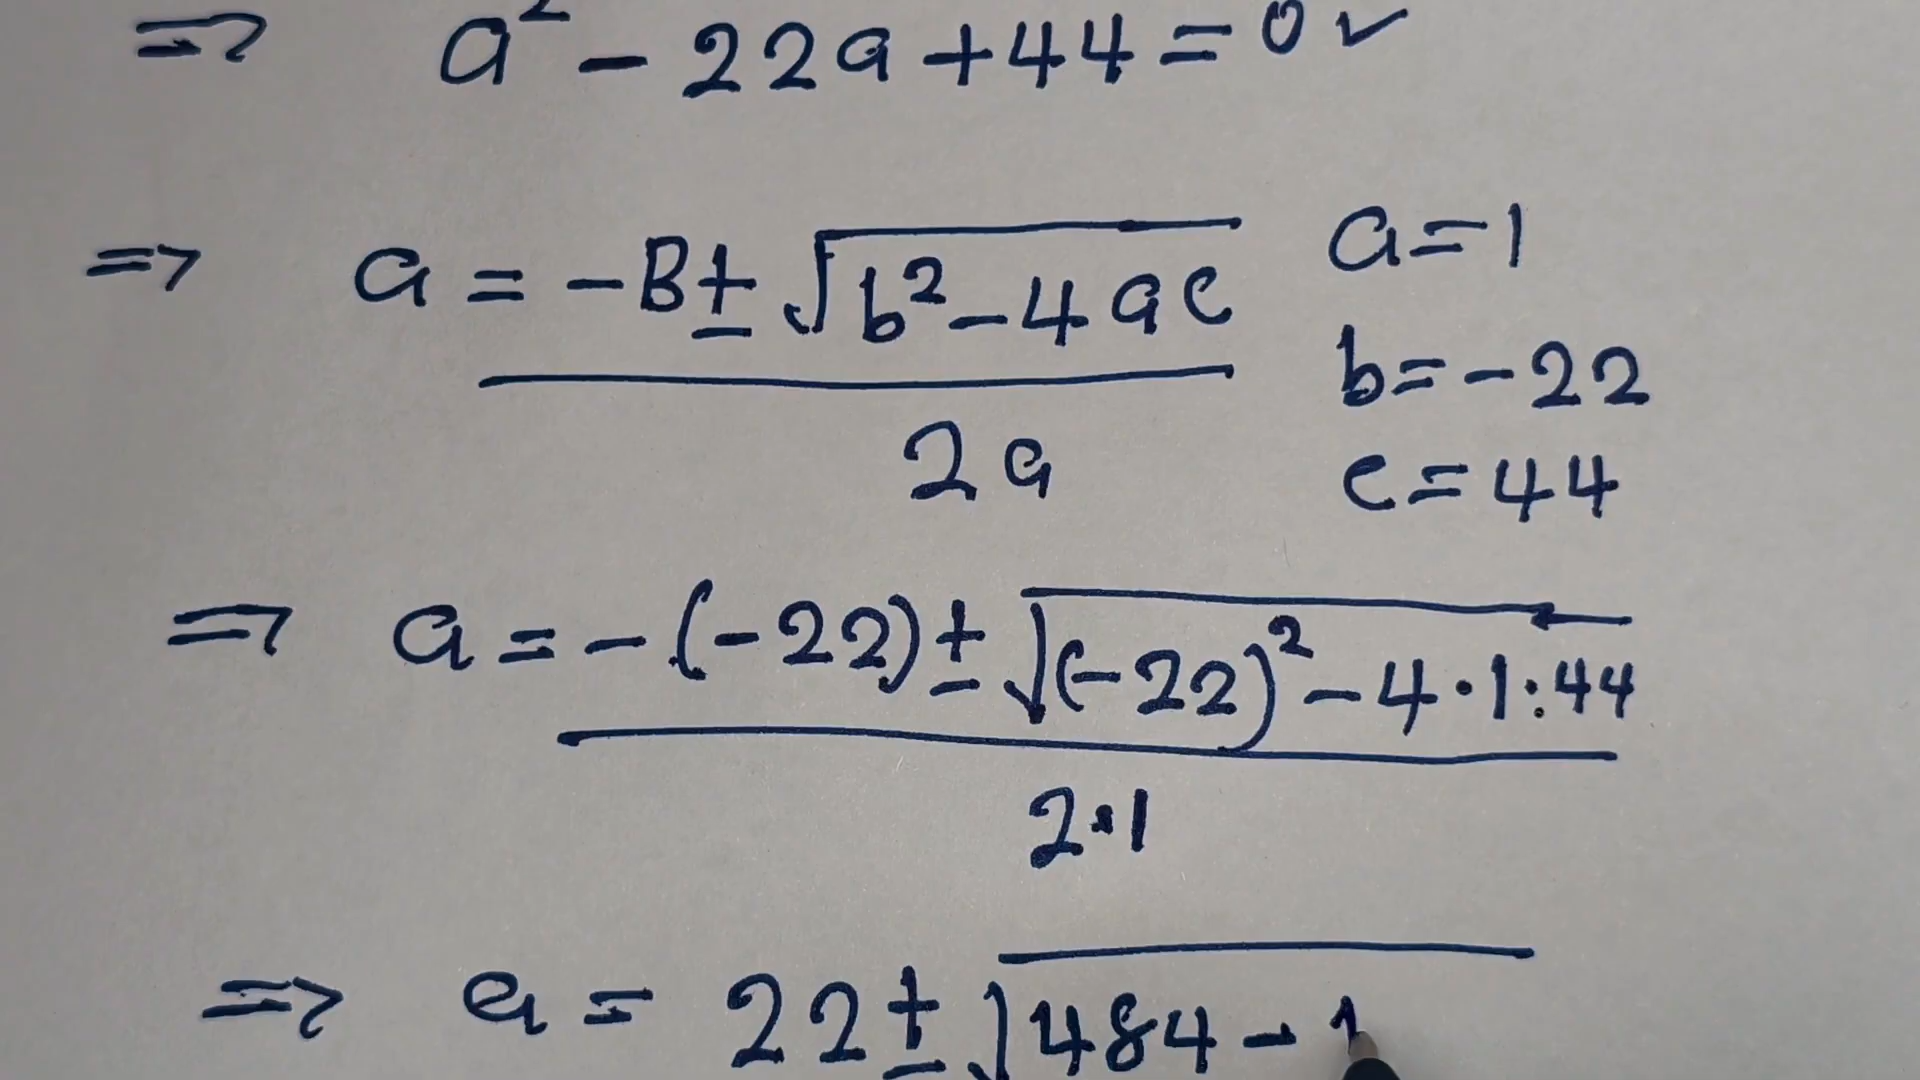 => a² - 22a + 44 = 0 ✓
=> a = -B ± √(b² - 4ac)
2a
a = 1
b = -22
c = 44
=> a = -(-22) ± √((-22)² - 4·1·44)
2·1
=> a = 22 ± √484 - 1